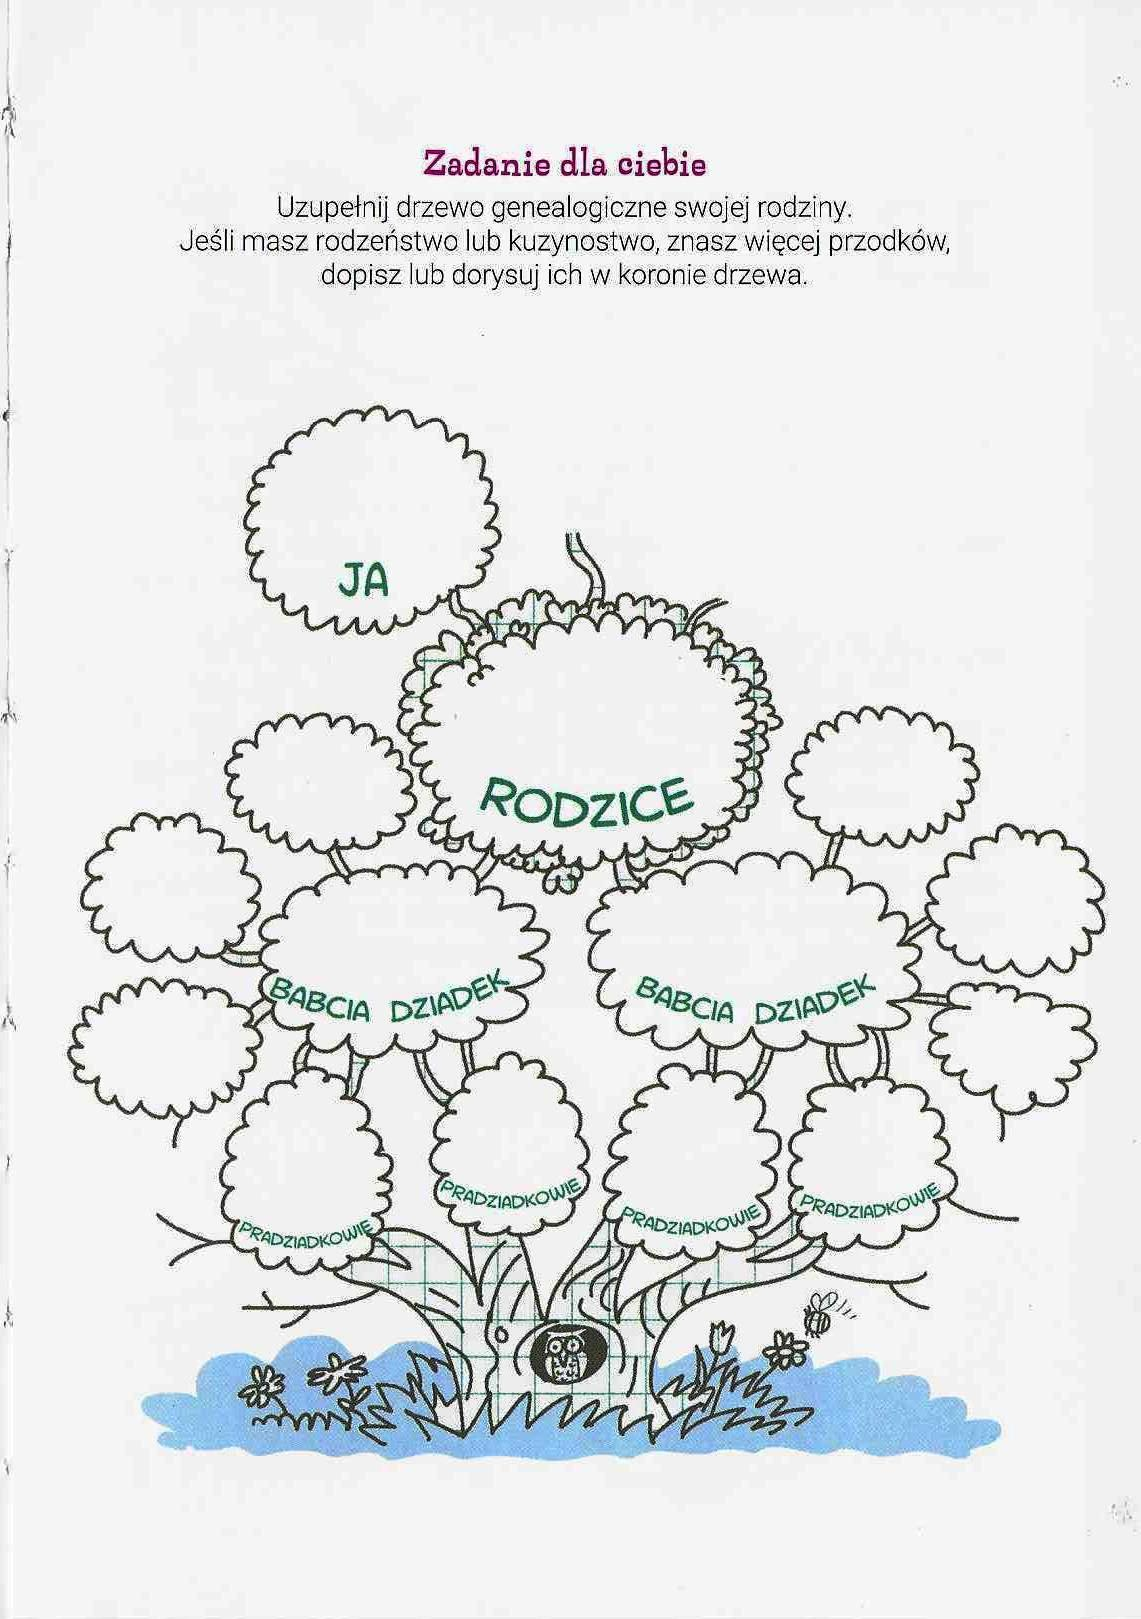 Zadanie dla ciebie
Uzupełnij drzewo genealogiczne swojej rodziny.
Jeśli masz rodzeństwo lub kuzynostwo, znasz więcej przodków,
dopisz lub dorysuj ich w koronie drzewa.
JA
RODZICE
BABCIA DZIADEK
BABCIA DZIADEK
PRADZIADKOWIE
PRADZIADKOWIE
PRADZIADKOWIE
PRADZIADKOWIE